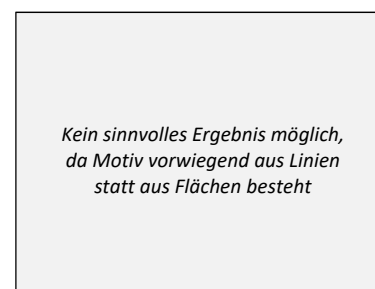 Kein sinnvolles Ergebnis möglich,
da Motiv vorwiegend aus Linien
statt aus Flächen besteht